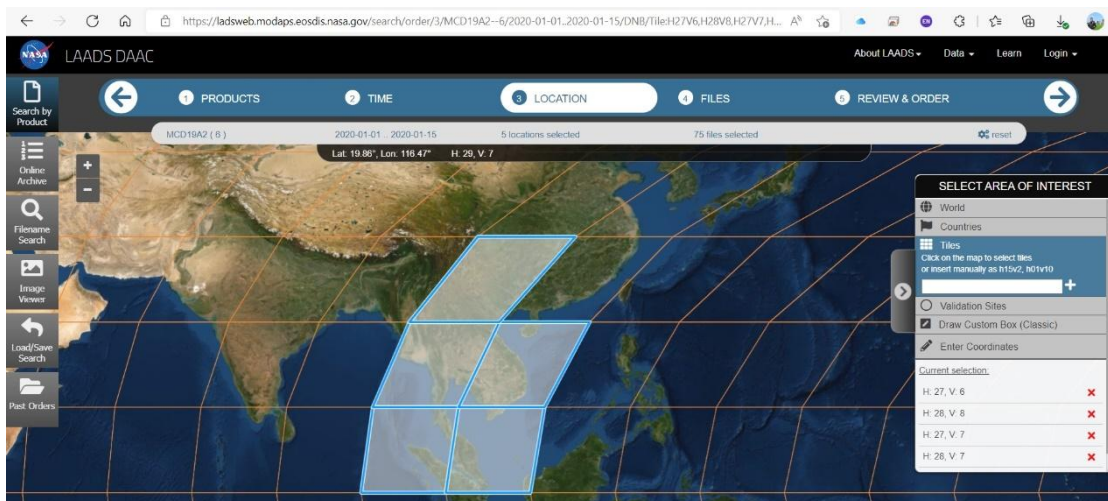 https://ladsweb.modaps.eosdis.nasa.gov/search/order/3/MCD19A2--6/2020-01-01..2020-01-15/DNB/Tile:H27V6,H28V8,H27V7,H...
NASA
LAADS DAAC
About LAADS
Data
Learn
Login
Search by
Product
1 PRODUCTS
2 TIME
3 LOCATION
4 FILES
5 REVIEW & ORDER
MCD19A2 ( 6 )
2020-01-01 .. 2020-01-15
5 locations selected
75 files selected
reset
Lat: 19.86°, Lon: 116.47° H: 29, V: 7
+
-
Online
Archive
Filename
Search
Image
Viewer
Load/Save
Search
Past Orders
SELECT AREA OF INTEREST
World
Countries
Tiles
Click on the map to select tiles
or insert manually as h15v2, h01v10
+
Validation Sites
Draw Custom Box (Classic)
Enter Coordinates
Current selection:
H: 27, V: 6
H: 28, V: 8
H: 27, V: 7
H: 28, V: 7